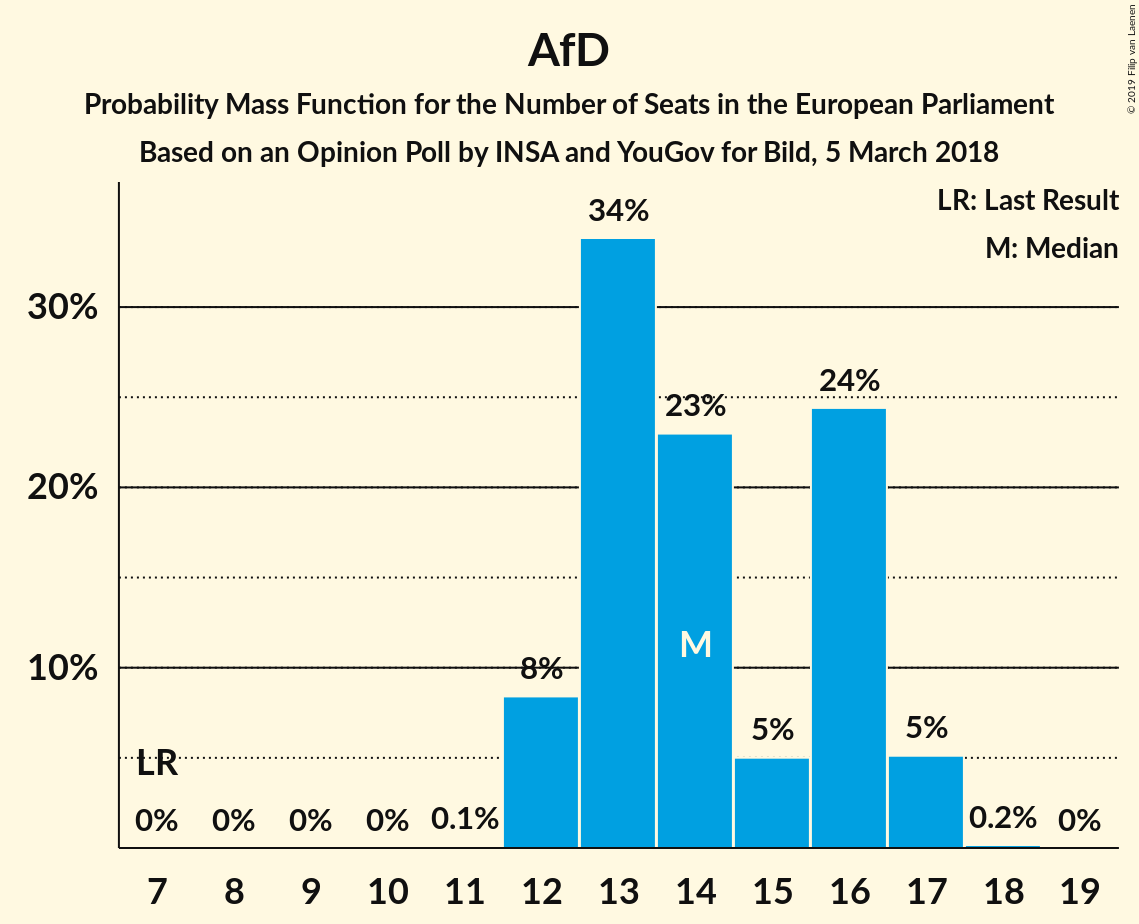 AfD
Probability Mass Function for the Number of Seats in the European Parliament
Based on an Opinion Poll by INSA and YouGov for Bild, 5 March 2018
© 2019 Filip van Laenen
LR: Last Result
M: Median
34%
30%
24%
23%
20%
M
10%
8%
5%
5%
LR
0% 0% 0% 0% 0.1% 0.2% 0%
7 8 9 10 11 12 13 14 15 16 17 18 19